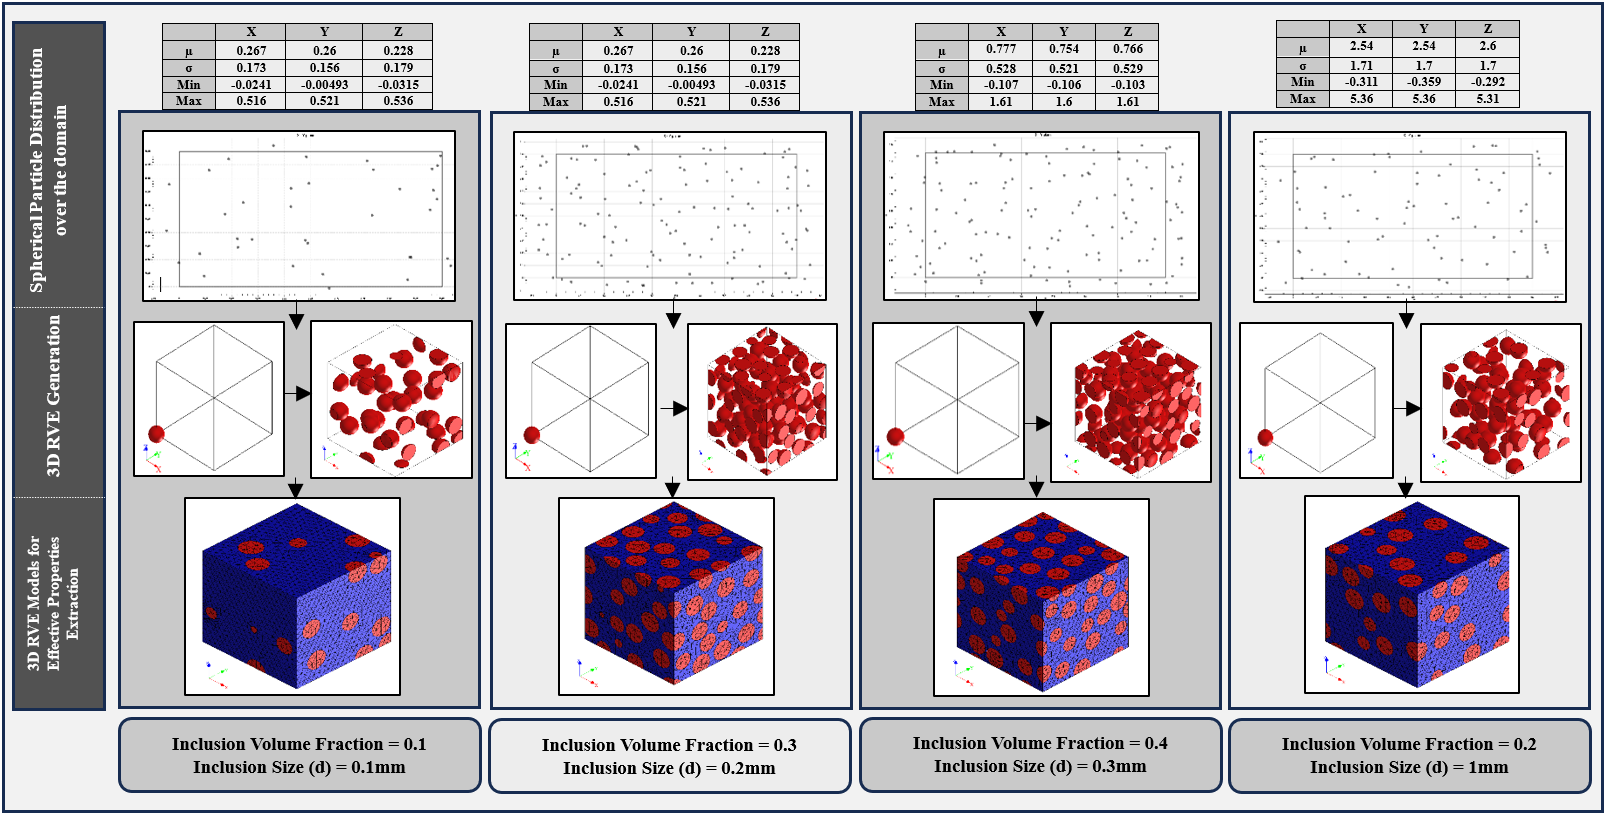 Spherical Particle Distribution
over the domain
3D RVE Generation
3D RVE Models for
Effective Properties
Extraction
X Y Z
μ 0.267 0.26 0.228
σ 0.173 0.156 0.179
Min -0.0241 -0.00493 -0.0315
Max 0.516 0.521 0.536
X Y Z
μ 0.267 0.26 0.228
σ 0.173 0.156 0.179
Min -0.0241 -0.00493 -0.0315
Max 0.516 0.521 0.536
X Y Z
μ 0.777 0.754 0.766
σ 0.528 0.521 0.529
Min -0.107 -0.106 -0.103
Max 1.61 1.6 1.61
X Y Z
μ 2.54 2.54 2.6
σ 1.71 1.7 1.7
Min -0.311 -0.359 -0.292
Max 5.36 5.36 5.31
Inclusion Volume Fraction = 0.1
Inclusion Size (d) = 0.1mm
Inclusion Volume Fraction = 0.3
Inclusion Size (d) = 0.2mm
Inclusion Volume Fraction = 0.4
Inclusion Size (d) = 0.3mm
Inclusion Volume Fraction = 0.2
Inclusion Size (d) = 1mm